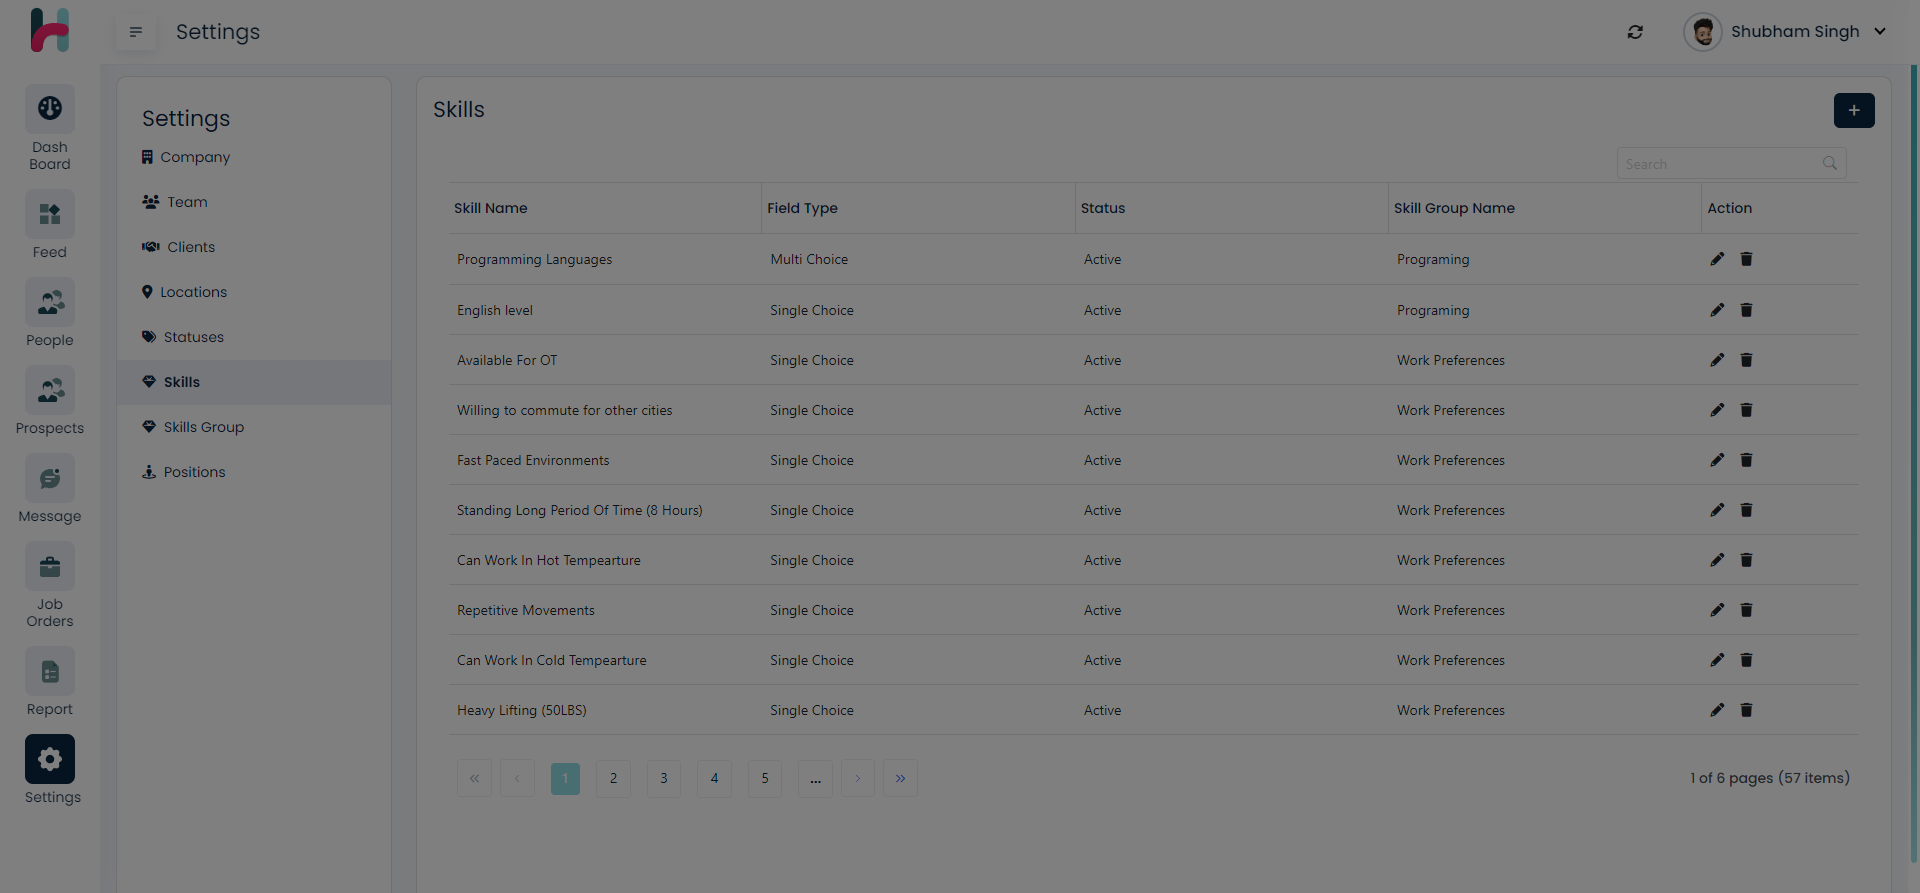 Settings
Shubham Singh
Dash
Board
Feed
People
Prospects
Message
Job
Orders
Report
Settings
Settings
Company
Team
Clients
Locations
Statuses
Skills
Skills Group
Positions
Skills
+
Search
Skill Name Field Type Status Skill Group Name Action
Programming Languages Multi Choice Active Programing
English level Single Choice Active Programing
Available For OT Single Choice Active Work Preferences
Willing to commute for other cities Single Choice Active Work Preferences
Fast Paced Environments Single Choice Active Work Preferences
Standing Long Period Of Time (8 Hours) Single Choice Active Work Preferences
Can Work In Hot Tempearture Single Choice Active Work Preferences
Repetitive Movements Single Choice Active Work Preferences
Can Work In Cold Tempearture Single Choice Active Work Preferences
Heavy Lifting (50LBS) Single Choice Active Work Preferences
« ‹ 1 2 3 4 5 ... › » 1 of 6 pages (57 items)